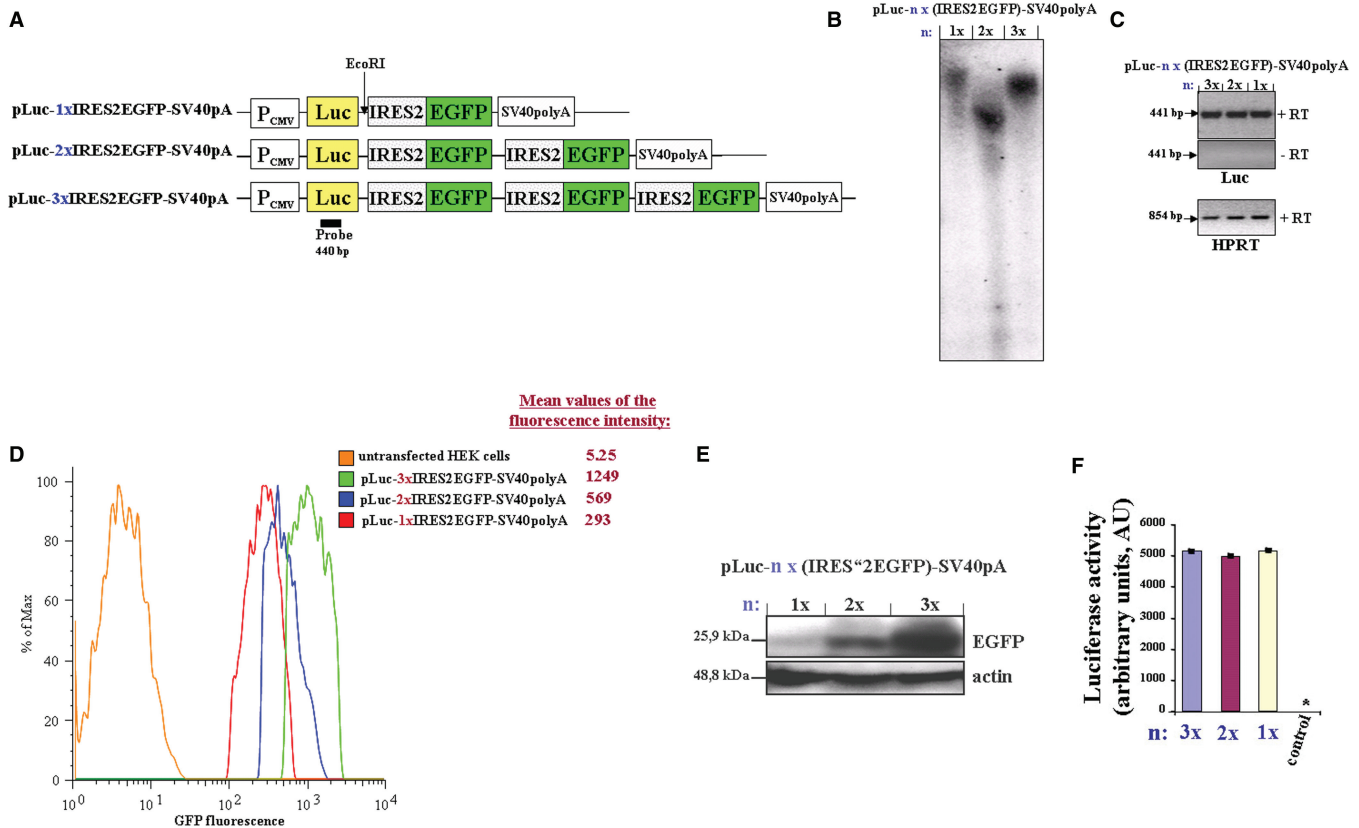 A
EcoRI
pLuc-1xIRES2EGFP-SV40pA
P CMV Luc IRES2 EGFP SV40polyA
pLuc-2xIRES2EGFP-SV40pA
P CMV Luc IRES2 EGFP IRES2 EGFP SV40polyA
pLuc-3xIRES2EGFP-SV40pA
P CMV Luc IRES2 EGFP IRES2 EGFP IRES2 EGFP SV40polyA
Probe
440 bp
B
pLuc-n x (IRES2EGFP)-SV40polyA
n: 1x 2x 3x
C
pLuc-n x (IRES2EGFP)-SV40polyA
n: 3x 2x 1x
441 bp + RT
441 bp - RT
Luc
854 bp + RT
HPRT
D
Mean values of the
fluorescence intensity:
untransfected HEK cells 5.25
pLuc-3xIRES2EGFP-SV40polyA 1249
pLuc-2xIRES2EGFP-SV40polyA 569
pLuc-1xIRES2EGFP-SV40polyA 293
% of Max
100
80
60
40
20
0
10^0 10^1 10^2 10^3 10^4
GFP fluorescence
E
pLuc-n x (IRES“2EGFP)-SV40pA
n: 1x 2x 3x
25,9 kDa EGFP
48,8 kDa actin
F
Luciferase activity
(arbitrary units, AU)
6000
5000
4000
3000
2000
1000
0
*
n: 3x 2x 1x control